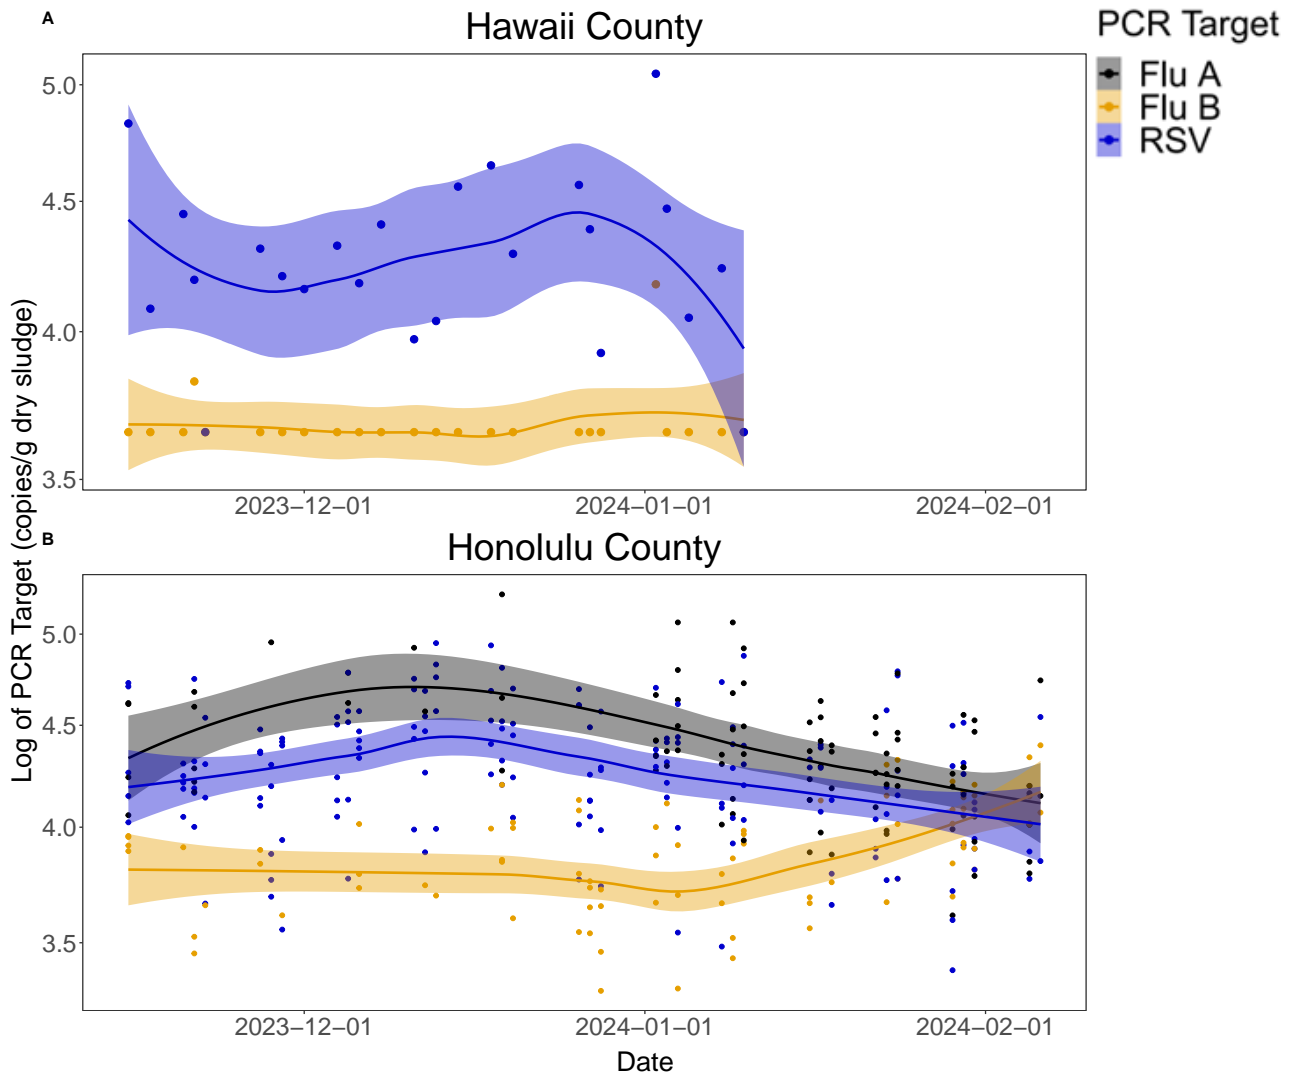 A
Hawaii County
PCR Target
Flu A
Flu B
RSV
5.0
4.5
4.0
3.5
2023−12−01
2024−01−01
2024−02−01
Log of PCR Target (copies/g dry sludge)
B
Honolulu County
5.0
4.5
4.0
3.5
2023−12−01
2024−01−01
2024−02−01
Date